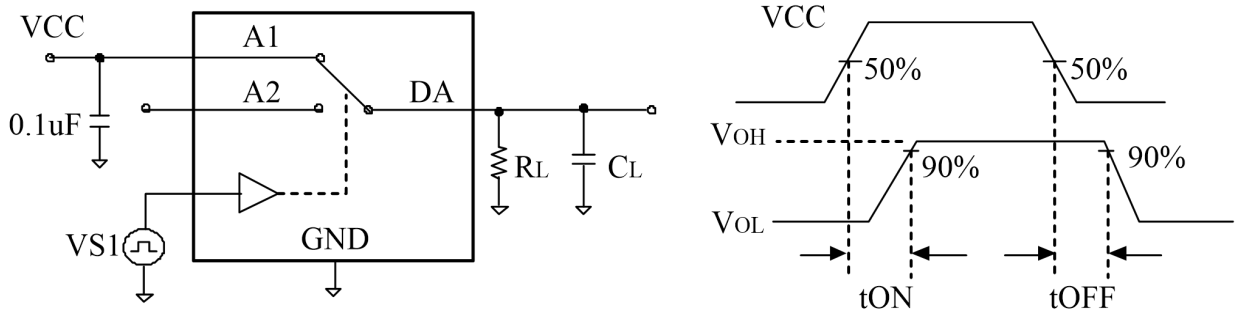 VCC
A1
A2
DA
0.1uF
RL
CL
VS1
GND
VCC
50%
50%
VOH
90%
90%
VOL
tON
tOFF